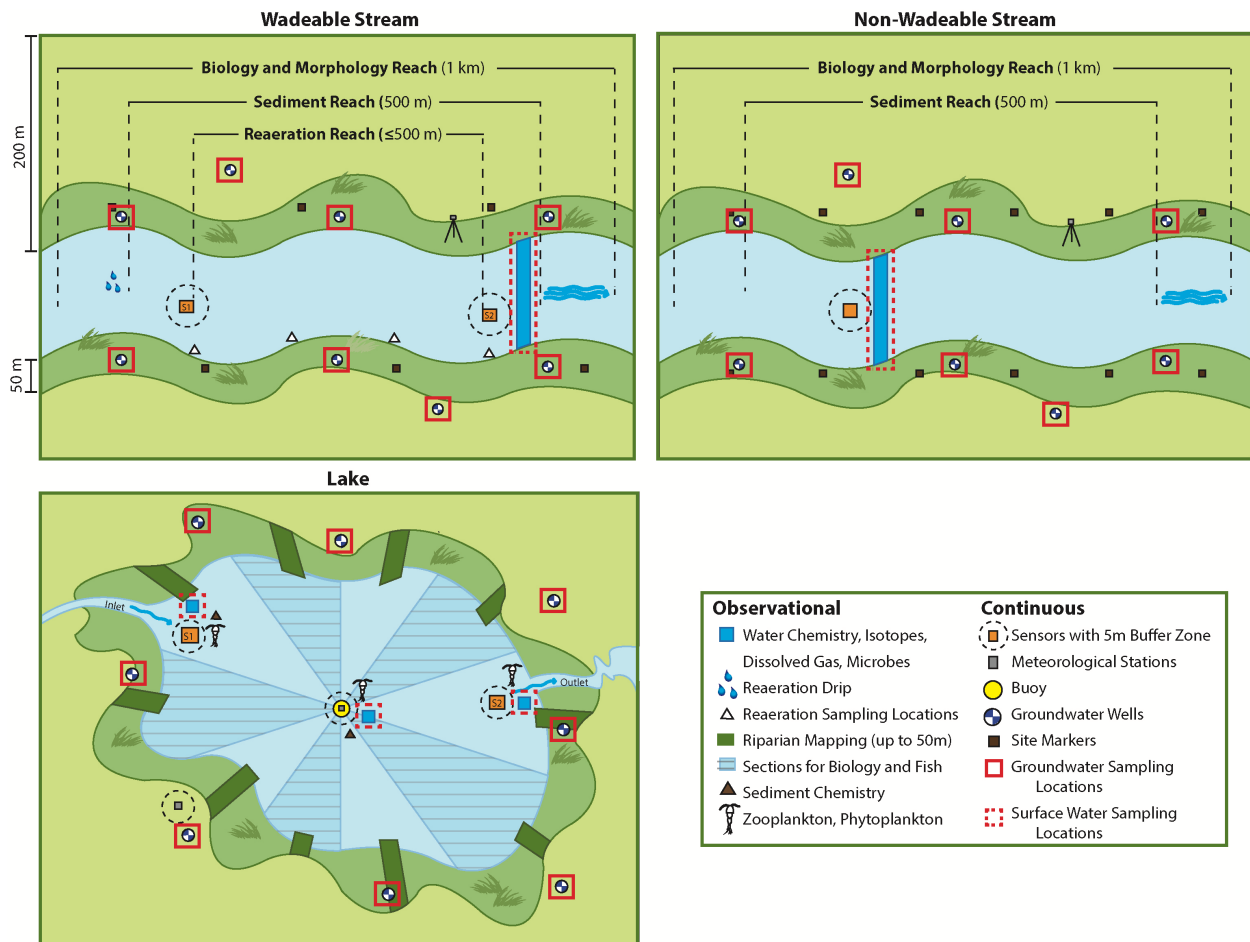 Wadeable Stream
Non-Wadeable Stream
200 m
50 m
Biology and Morphology Reach (1 km)
Sediment Reach (500 m)
Reaeration Reach (≤500 m)
S1
S2
Biology and Morphology Reach (1 km)
Sediment Reach (500 m)
Lake
Inlet
S1
S2
Outlet
Observational
Water Chemistry, Isotopes,
Dissolved Gas, Microbes
Reaeration Drip
Reaeration Sampling Locations
Riparian Mapping (up to 50m)
Sections for Biology and Fish
Sediment Chemistry
Zooplankton, Phytoplankton
Continuous
Sensors with 5m Buffer Zone
Meteorological Stations
Buoy
Groundwater Wells
Site Markers
Groundwater Sampling
Locations
Surface Water Sampling
Locations